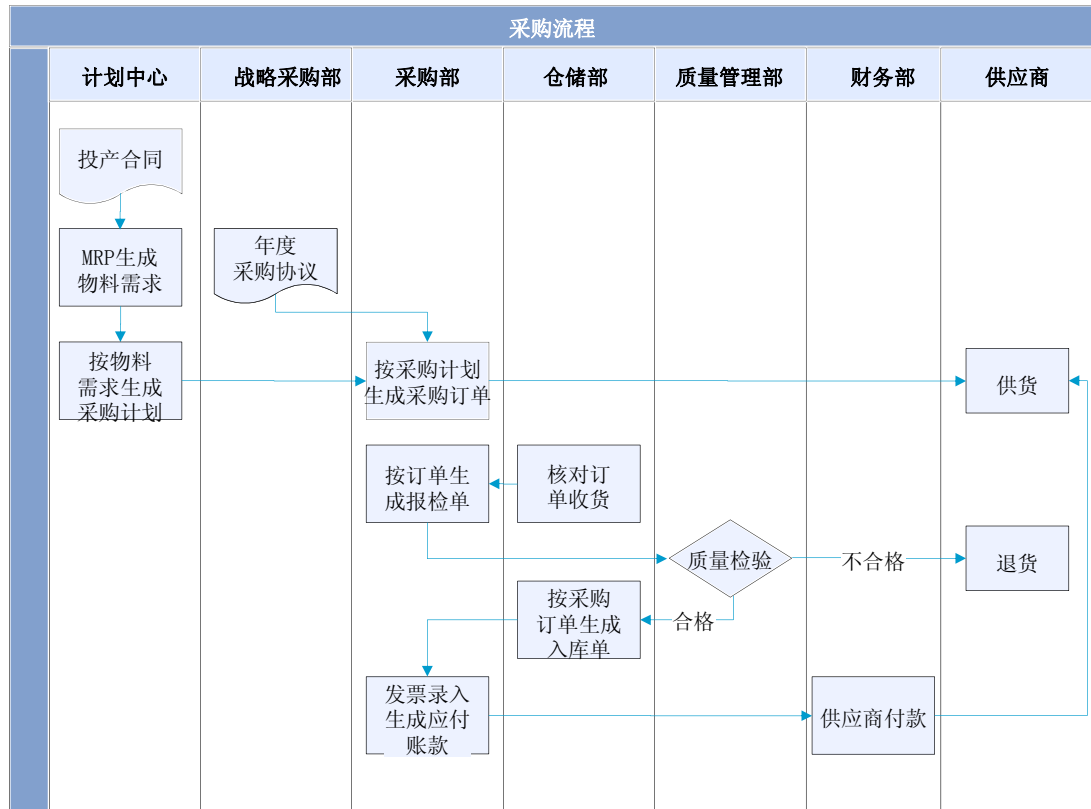 采购流程
计划中心
战略采购部
采购部
仓储部
质量管理部
财务部
供应商
投产合同
MRP生成
物料需求
年度
采购协议
按物料
需求生成
采购计划
按采购计划
生成采购订单
供货
按订单生
成报检单
核对订
单收货
质量检验
不合格
退货
按采购
订单生成
入库单
合格
发票录入
生成应付
账款
供应商付款